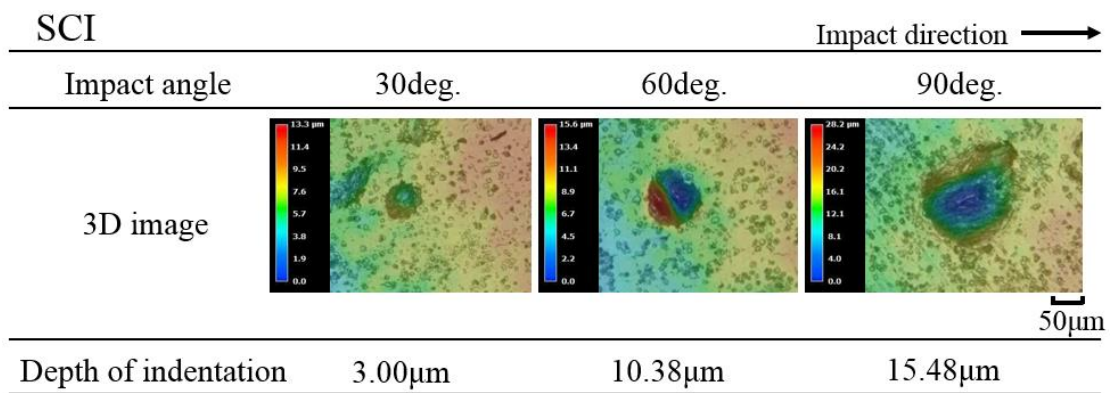 SCI
Impact direction
Impact angle 30deg. 60deg. 90deg.
3D image
13.3 μm
11.4
9.5
7.6
5.7
3.8
1.9
0.0
15.6 μm
13.4
11.1
8.9
6.7
4.5
2.2
0.0
28.2 μm
24.2
20.2
16.1
12.1
8.1
4.0
0.0
50μm
Depth of indentation 3.00μm 10.38μm 15.48μm